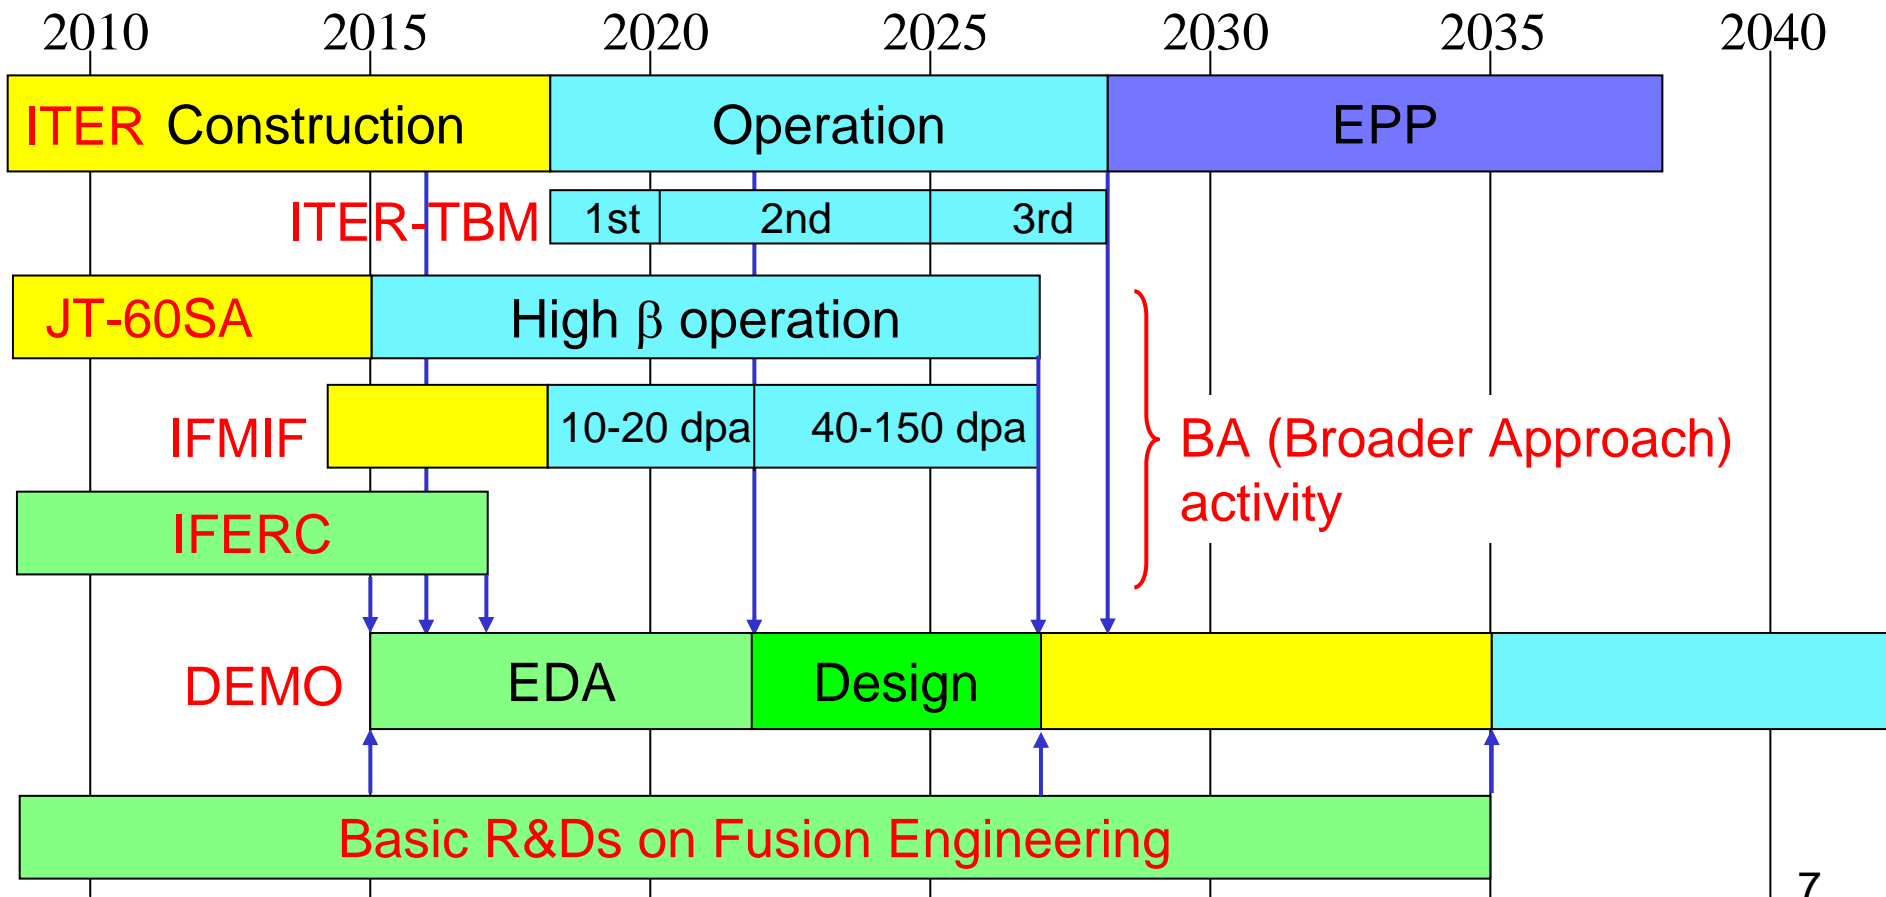 2010 2015 2020 2025 2030 2035 2040
ITER Construction Operation EPP
ITER-TBM 1st 2nd 3rd
JT-60SA High β operation
IFMIF 10-20 dpa 40-150 dpa
BA (Broader Approach)
activity
IFERC
DEMO EDA Design
Basic R&Ds on Fusion Engineering
7